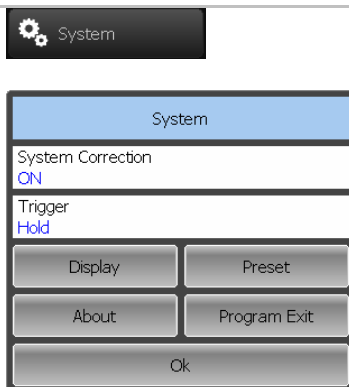 System
System
System Correction
ON
Trigger
Hold
Display Preset
About Program Exit
Ok